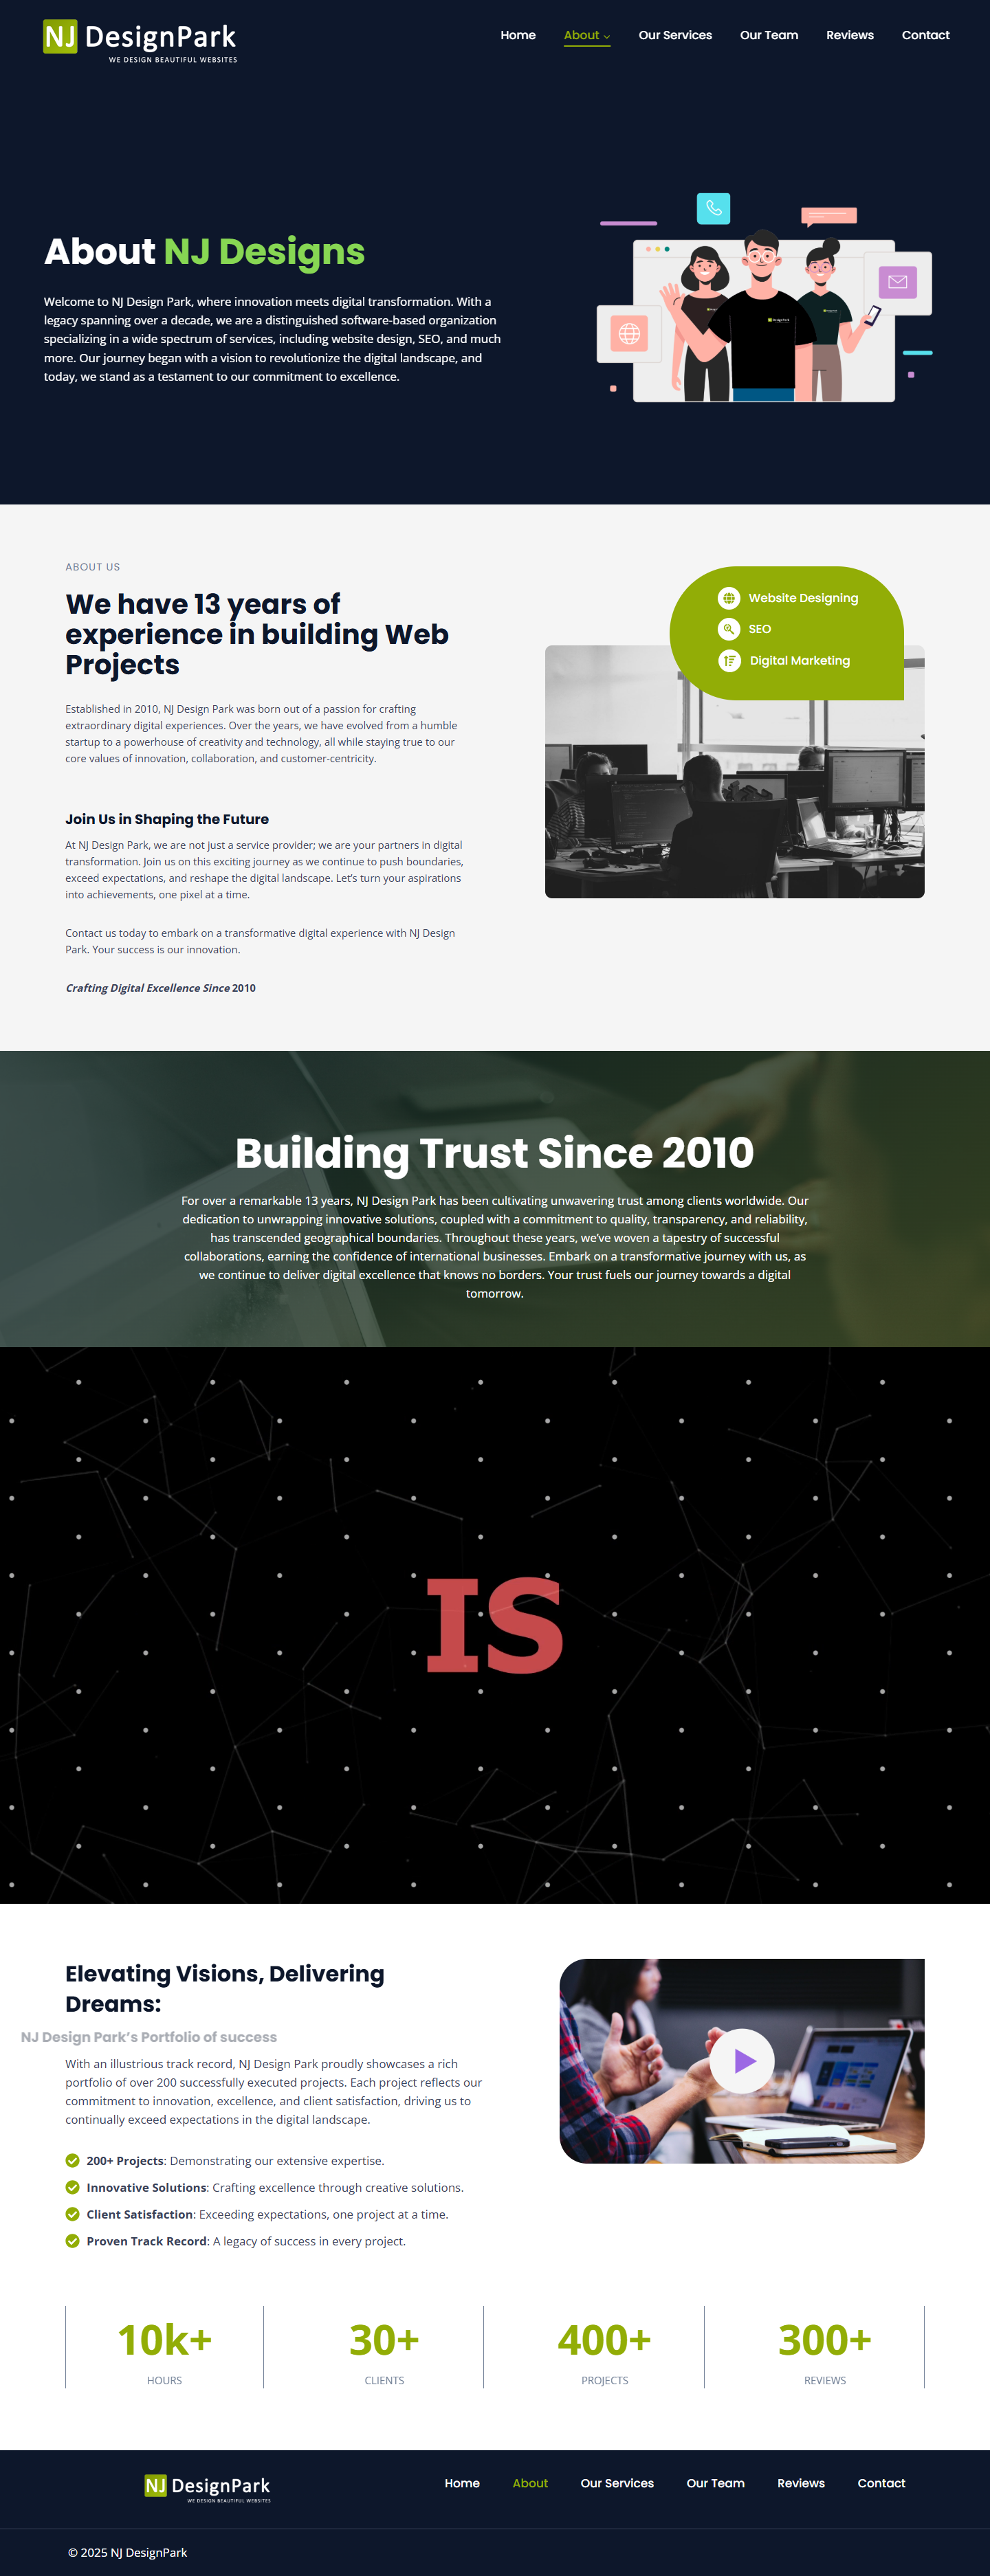 NJ DesignPark
WE DESIGN BEAUTIFUL WEBSITES
Home
About
Our Services
Our Team
Reviews
Contact
About NJ Designs
Welcome to NJ Design Park, where innovation meets digital transformation. With a
legacy spanning over a decade, we are a distinguished software-based organization
specializing in a wide spectrum of services, including website design, SEO, and much
more. Our journey began with a vision to revolutionize the digital landscape, and
today, we stand as a testament to our commitment to excellence.
ABOUT US
We have 13 years of
experience in building Web
Projects
Established in 2010, NJ Design Park was born out of a passion for crafting
extraordinary digital experiences. Over the years, we have evolved from a humble
startup to a powerhouse of creativity and technology, all while staying true to our
core values of innovation, collaboration, and customer-centricity.
Join Us in Shaping the Future
At NJ Design Park, we are not just a service provider; we are your partners in digital
transformation. Join us on this exciting journey as we continue to push boundaries,
exceed expectations, and reshape the digital landscape. Let’s turn your aspirations
into achievements, one pixel at a time.
Contact us today to embark on a transformative digital experience with NJ Design
Park. Your success is our innovation.
Crafting Digital Excellence Since 2010
Website Designing
SEO
Digital Marketing
Building Trust Since 2010
For over a remarkable 13 years, NJ Design Park has been cultivating unwavering trust among clients worldwide. Our
dedication to unwrapping innovative solutions, coupled with a commitment to quality, transparency, and reliability,
has transcended geographical boundaries. Throughout these years, we’ve woven a tapestry of successful
collaborations, earning the confidence of international businesses. Embark on a transformative journey with us, as
we continue to deliver digital excellence that knows no borders. Your trust fuels our journey towards a digital
tomorrow.
IS
Elevating Visions, Delivering
Dreams:
NJ Design Park’s Portfolio of success
With an illustrious track record, NJ Design Park proudly showcases a rich
portfolio of over 200 successfully executed projects. Each project reflects our
commitment to innovation, excellence, and client satisfaction, driving us to
continually exceed expectations in the digital landscape.
200+ Projects: Demonstrating our extensive expertise.
Innovative Solutions: Crafting excellence through creative solutions.
Client Satisfaction: Exceeding expectations, one project at a time.
Proven Track Record: A legacy of success in every project.
10k+
HOURS
30+
CLIENTS
400+
PROJECTS
300+
REVIEWS
NJ DesignPark
WE DESIGN BEAUTIFUL WEBSITES
Home
About
Our Services
Our Team
Reviews
Contact
© 2025 NJ DesignPark